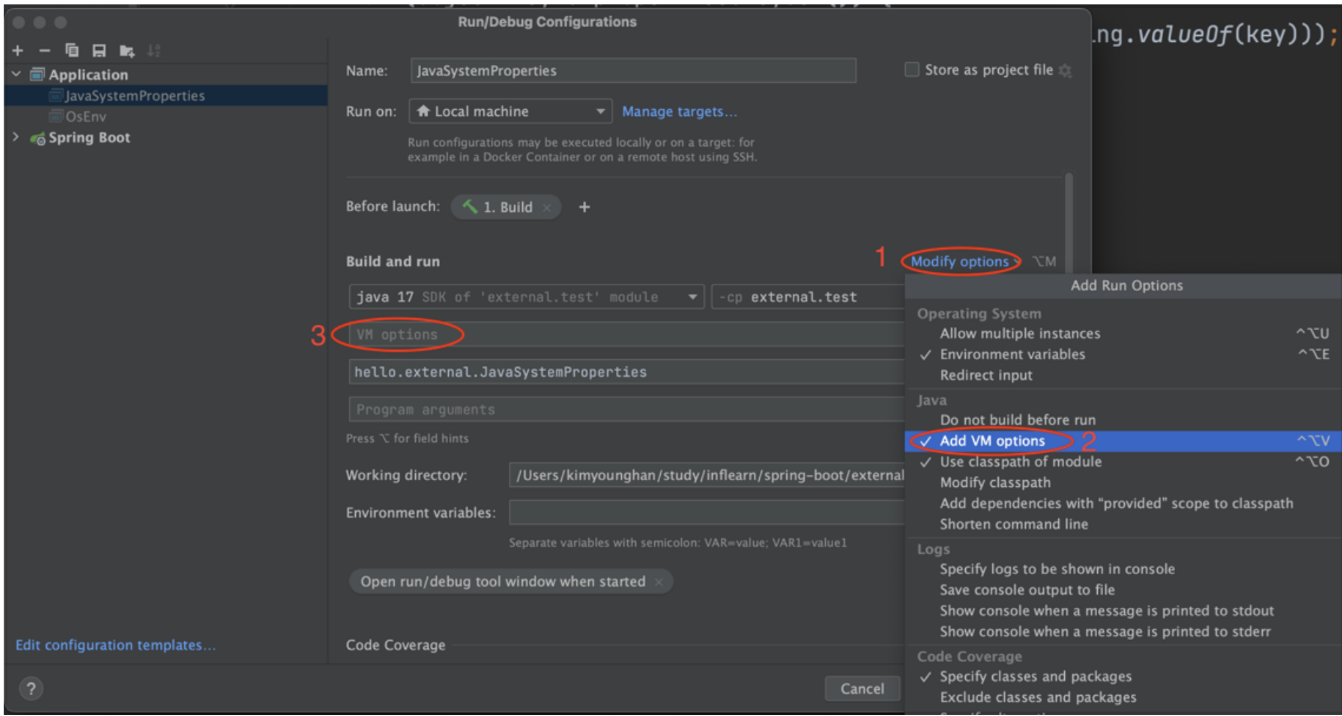 Run/Debug Configurations
ng.valueOf(key)));
Application
JavaSystemProperties
OsEnv
Spring Boot
Edit configuration templates...
Name: JavaSystemProperties
Store as project file
Run on: Local machine Manage targets...
Run configurations may be executed locally or on a target: for
example in a Docker Container or on a remote host using SSH.
Before launch: 1. Build × +
Build and run
1 Modify options ⌥M
java 17 SDK of 'external.test' module -cp external.test
3 VM options
hello.external.JavaSystemProperties
Program arguments
Press ⌥ for field hints
Working directory: /Users/kimyounghan/study/inflearn/spring-boot/external
Environment variables:
Separate variables with semicolon: VAR=value; VAR1=value1
Open run/debug tool window when started ×
Code Coverage
?
Cancel
Add Run Options
Operating System
Allow multiple instances ^⌥U
✓ Environment variables ^⌥E
Redirect input
Java
Do not build before run
✓ Add VM options 2 ^⌥V
✓ Use classpath of module ^⌥O
Modify classpath
Add dependencies with “provided” scope to classpath
Shorten command line
Logs
Specify logs to be shown in console
Save console output to file
Show console when a message is printed to stdout
Show console when a message is printed to stderr
Code Coverage
✓ Specify classes and packages
Exclude classes and packages